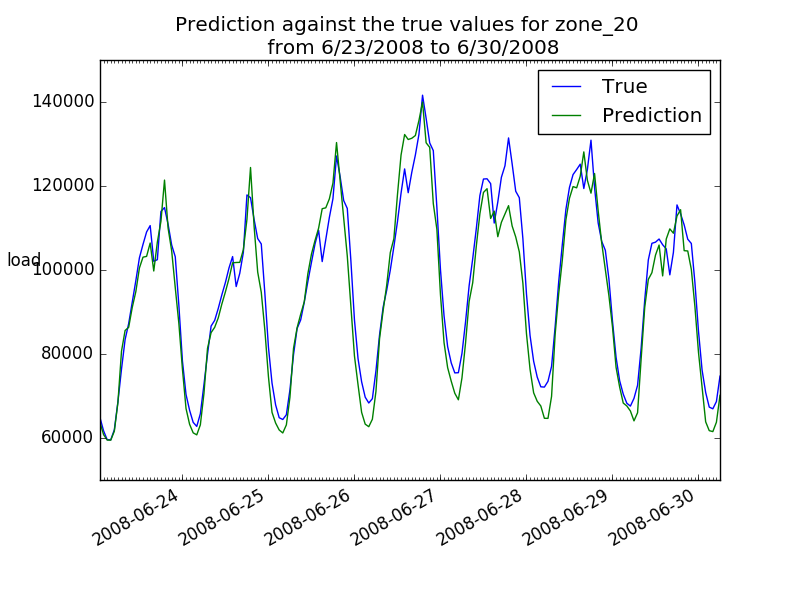 Prediction against the true values for zone_20
from 6/23/2008 to 6/30/2008
True
Prediction
140000
120000
load
100000
80000
60000
2008-06-24
2008-06-25
2008-06-26
2008-06-27
2008-06-28
2008-06-29
2008-06-30